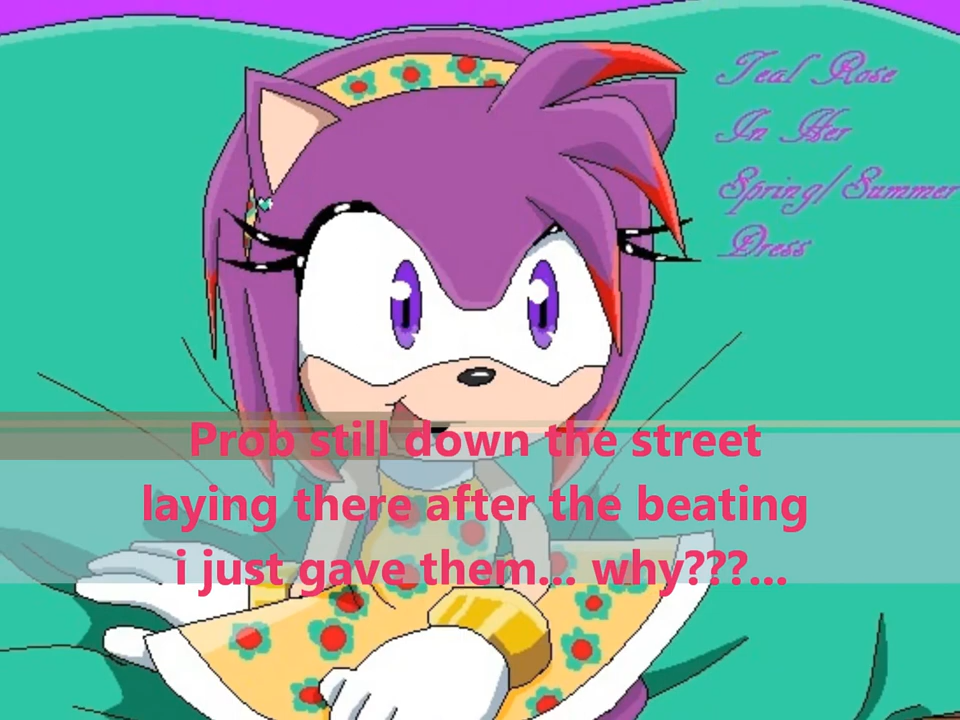 Teal Rose
In Her
Spring/Summer
Dress
Prob still down the street
laying there after the beating
i just gave them... why???...